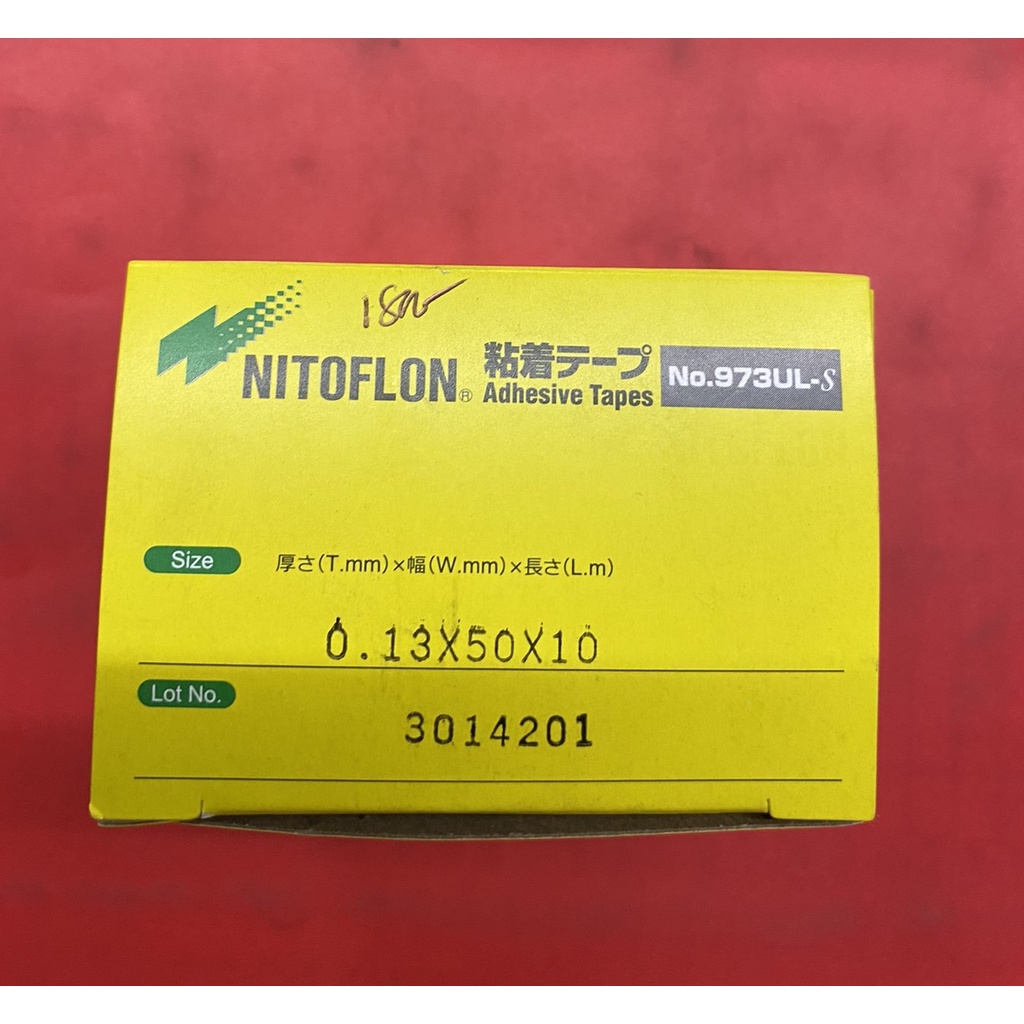 NITOFLON® 粘着テープ No.973UL-S
Adhesive Tapes
Size 厚さ(T.mm)×幅(W.mm)×長さ(L.m)
0.13X50X10
Lot No.
3014201